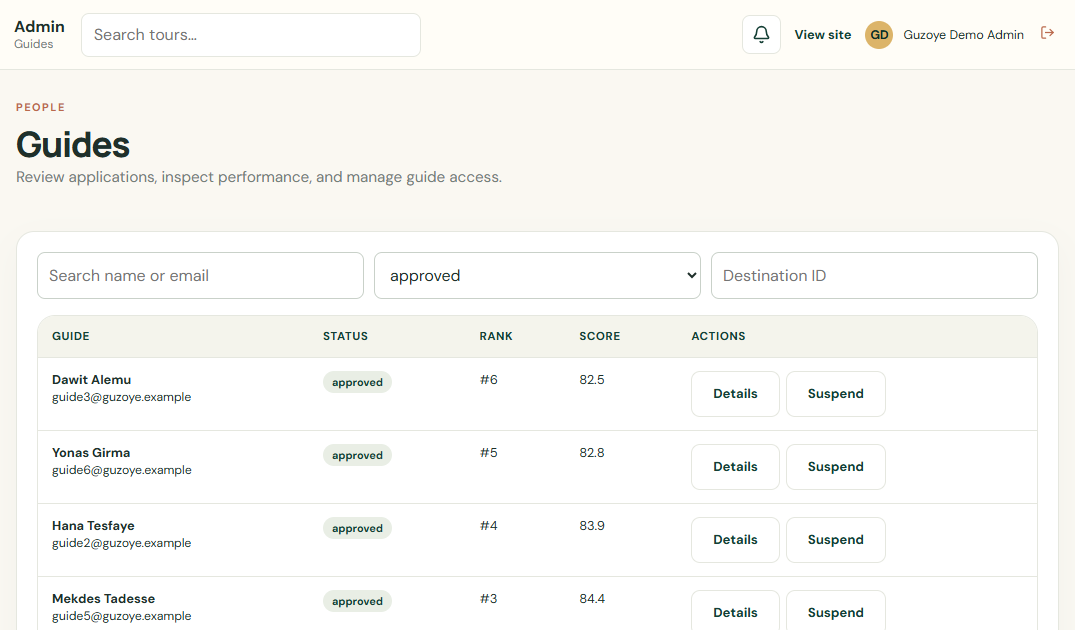 Admin
Guides
Search tours...
View site
GD
Guzoye Demo Admin
PEOPLE
Guides
Review applications, inspect performance, and manage guide access.
Search name or email
approved
Destination ID
GUIDE STATUS RANK SCORE ACTIONS
Dawit Alemu approved #6 82.5 Details Suspend
guide3@guzoye.example
Yonas Girma approved #5 82.8 Details Suspend
guide6@guzoye.example
Hana Tesfaye approved #4 83.9 Details Suspend
guide2@guzoye.example
Mekdes Tadesse approved #3 84.4 Details Suspend
guide5@guzoye.example